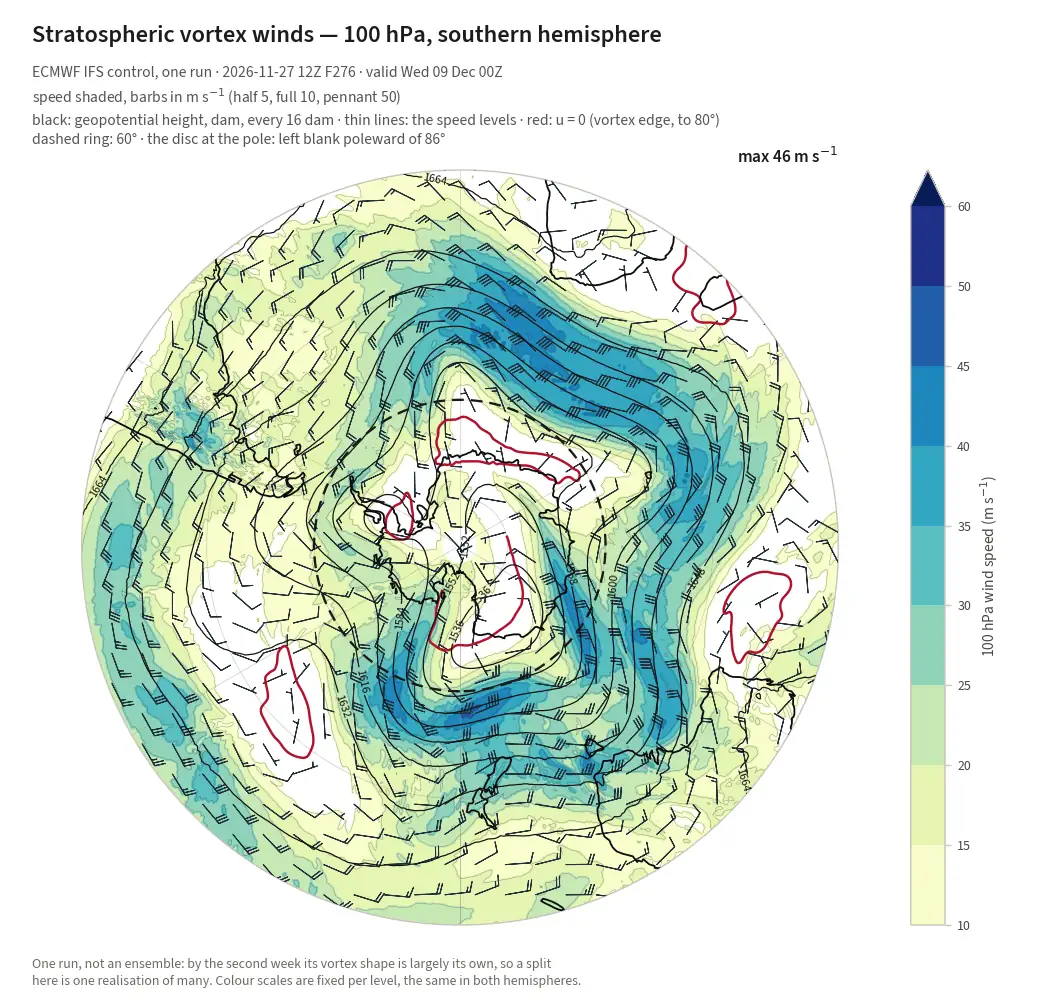 Stratospheric vortex winds — 100 hPa, southern hemisphere
ECMWF IFS control, one run · 2026-11-27 12Z F276 · valid Wed 09 Dec 00Z
speed shaded, barbs in m s⁻¹ (half 5, full 10, pennant 50)
black: geopotential height, dam, every 16 dam · thin lines: the speed levels · red: u = 0 (vortex edge, to 80°)
dashed ring: 60° · the disc at the pole: left blank poleward of 86°
max 46 m s⁻¹
1664
1664
1552
1600
1648
1584
1536
1616
1632
1664
60
50
45
40
35
30
25
20
15
10
100 hPa wind speed (m s⁻¹)
One run, not an ensemble: by the second week its vortex shape is largely its own, so a split
here is one realisation of many. Colour scales are fixed per level, the same in both hemispheres.